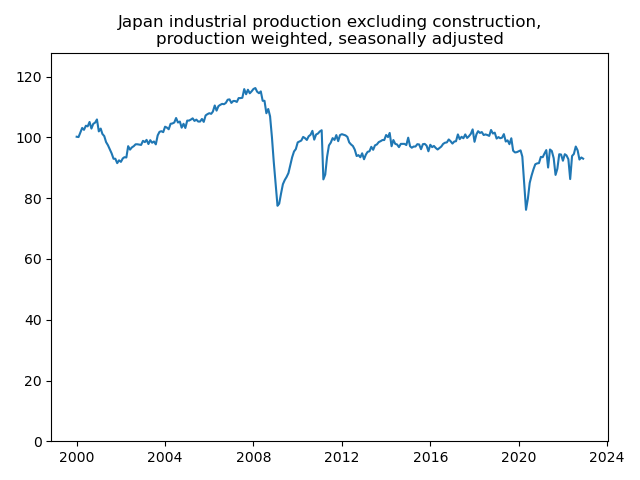 Japan industrial production excluding construction,
production weighted, seasonally adjusted
120
100
80
60
40
20
0
2000 2004 2008 2012 2016 2020 2024